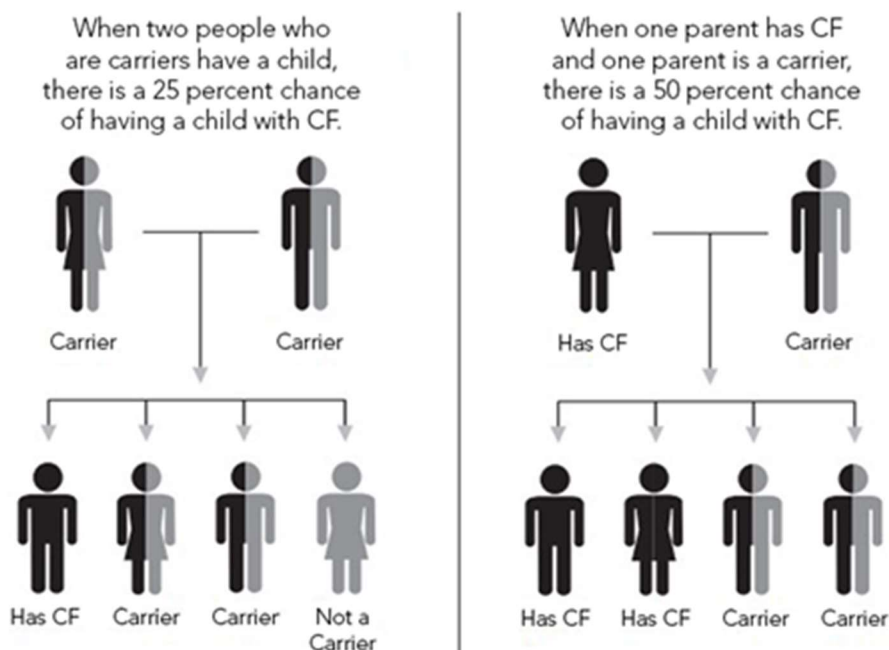 When two people who
are carriers have a child,
there is a 25 percent chance
of having a child with CF.
Carrier
Carrier
Has CF
Carrier
Carrier
Not a
Carrier
When one parent has CF
and one parent is a carrier,
there is a 50 percent chance
of having a child with CF.
Has CF
Carrier
Has CF
Has CF
Carrier
Carrier